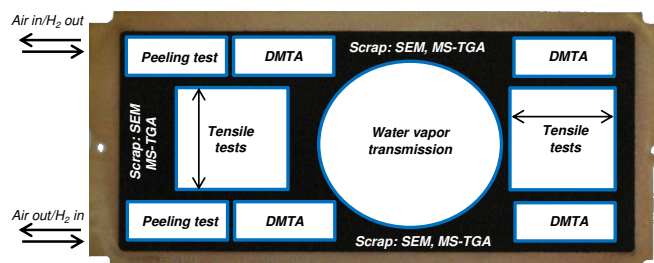 Air in/H2 out
Peeling test
DMTA
Scrap: SEM, MS-TGA
DMTA
Scrap: SEM
MS-TGA
Tensile
tests
Water vapor
transmission
Tensile
tests
Air out/H2 in
Peeling test
DMTA
Scrap: SEM, MS-TGA
DMTA